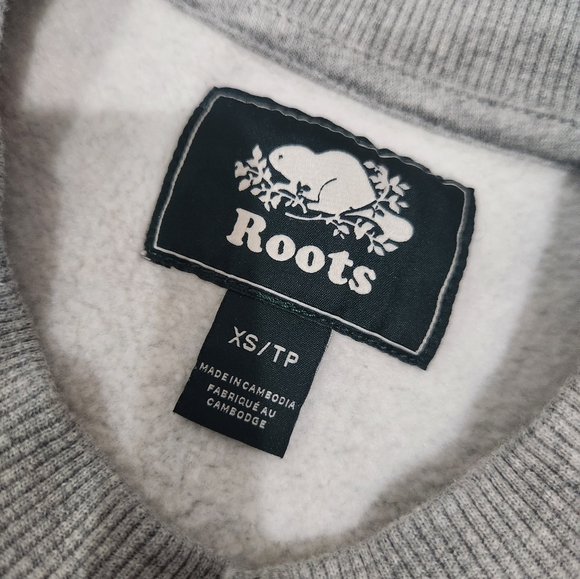 Roots
XS/TP
MADE IN CAMBODIA
FABRIQUÉ AU
CAMBODGE